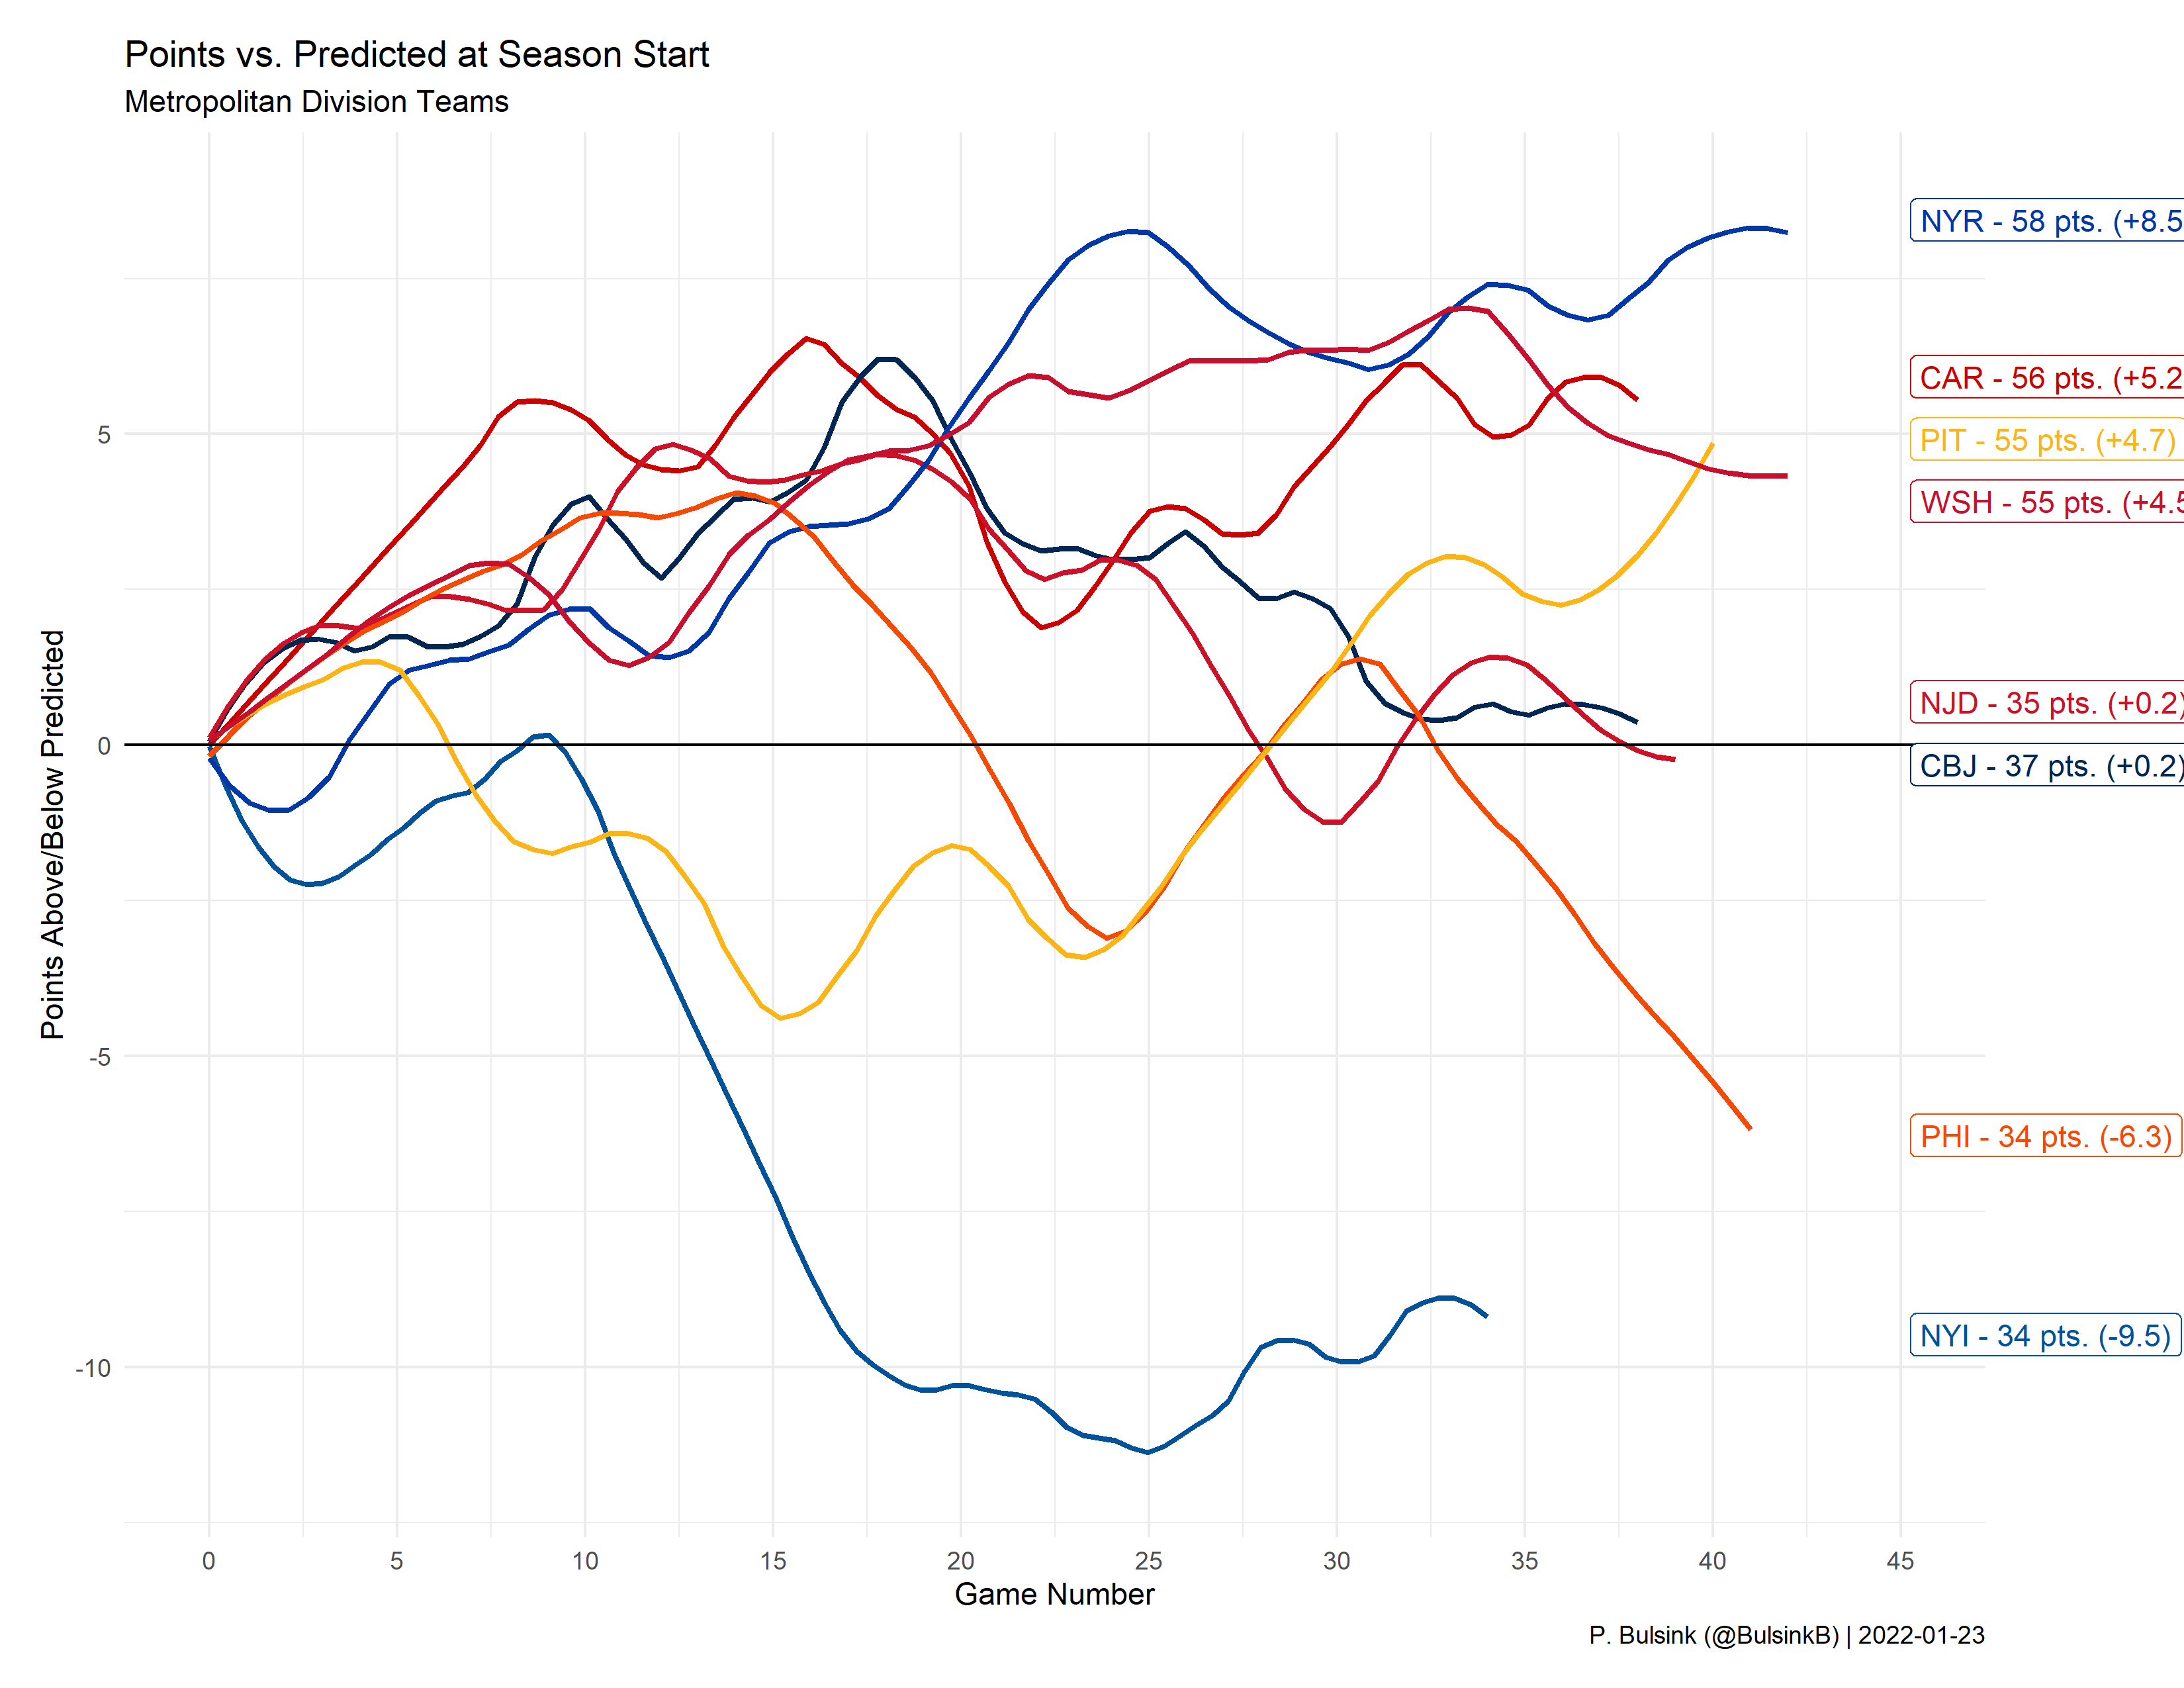 Points vs. Predicted at Season Start
Metropolitan Division Teams
Points Above/Below Predicted
5
0
-5
-10
NYR - 58 pts. (+8.5
CAR - 56 pts. (+5.2
PIT - 55 pts. (+4.7)
WSH - 55 pts. (+4.5
NJD - 35 pts. (+0.2)
CBJ - 37 pts. (+0.2)
PHI - 34 pts. (-6.3)
NYI - 34 pts. (-9.5)
0 5 10 15 20 25 30 35 40 45
Game Number
P. Bulsink (@BulsinkB) | 2022-01-23